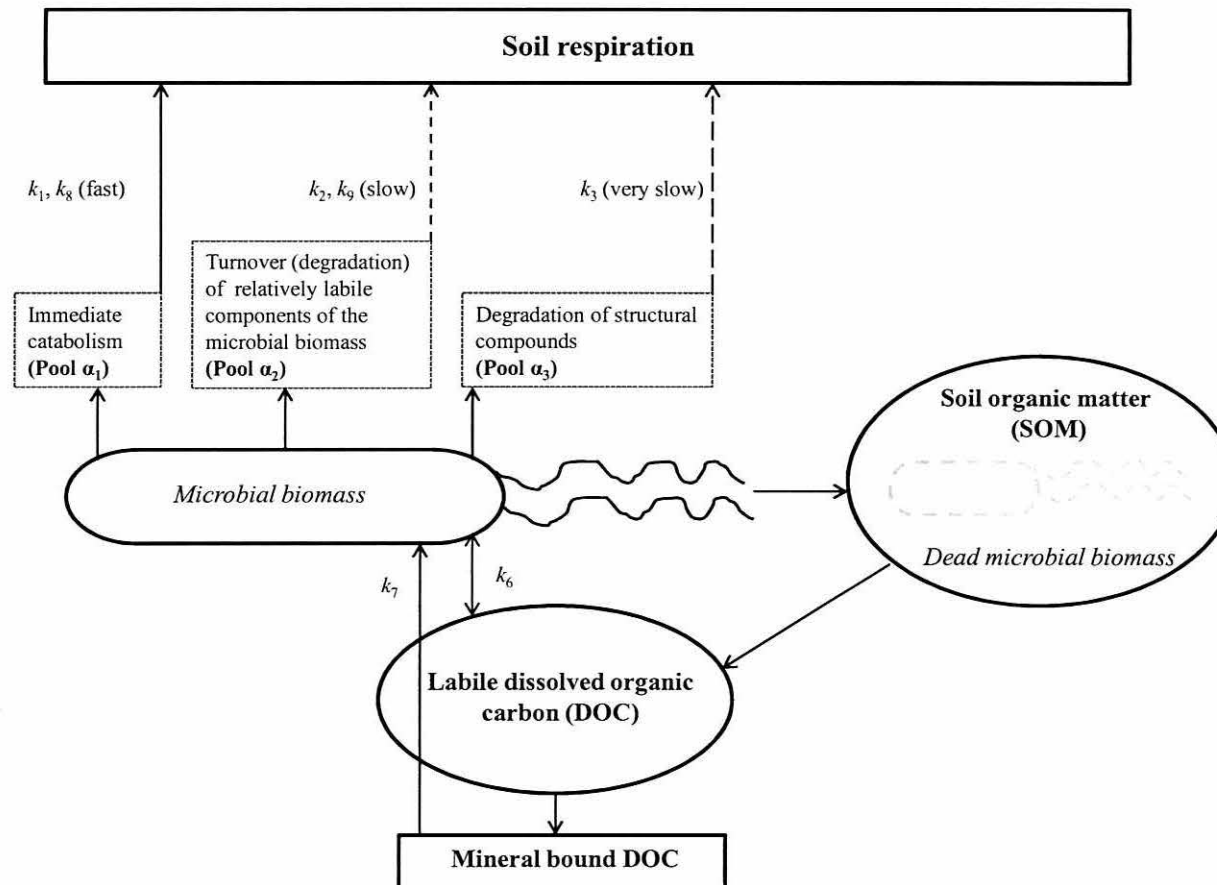 Soil respiration
k₁, k₈ (fast)
k₂, k₉ (slow)
k₃ (very slow)
Immediate
catabolism
(Pool α₁)
Turnover (degradation)
of relatively labile
components of the
microbial biomass
(Pool α₂)
Degradation of structural
compounds
(Pool α₃)
Soil organic matter
(SOM)
Microbial biomass
Dead microbial biomass
k₇
k₆
Labile dissolved organic
carbon (DOC)
Mineral bound DOC